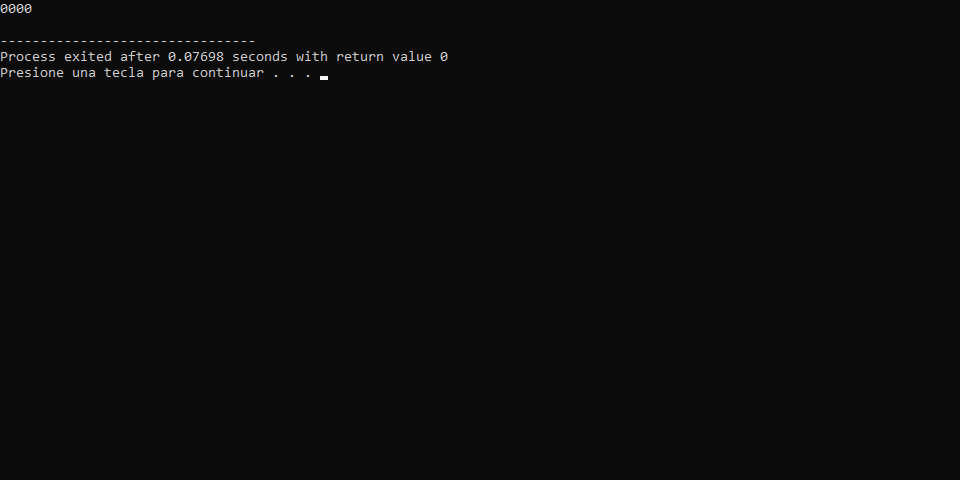 0000
--------------------------------
Process exited after 0.07698 seconds with return value 0
Presione una tecla para continuar . . .